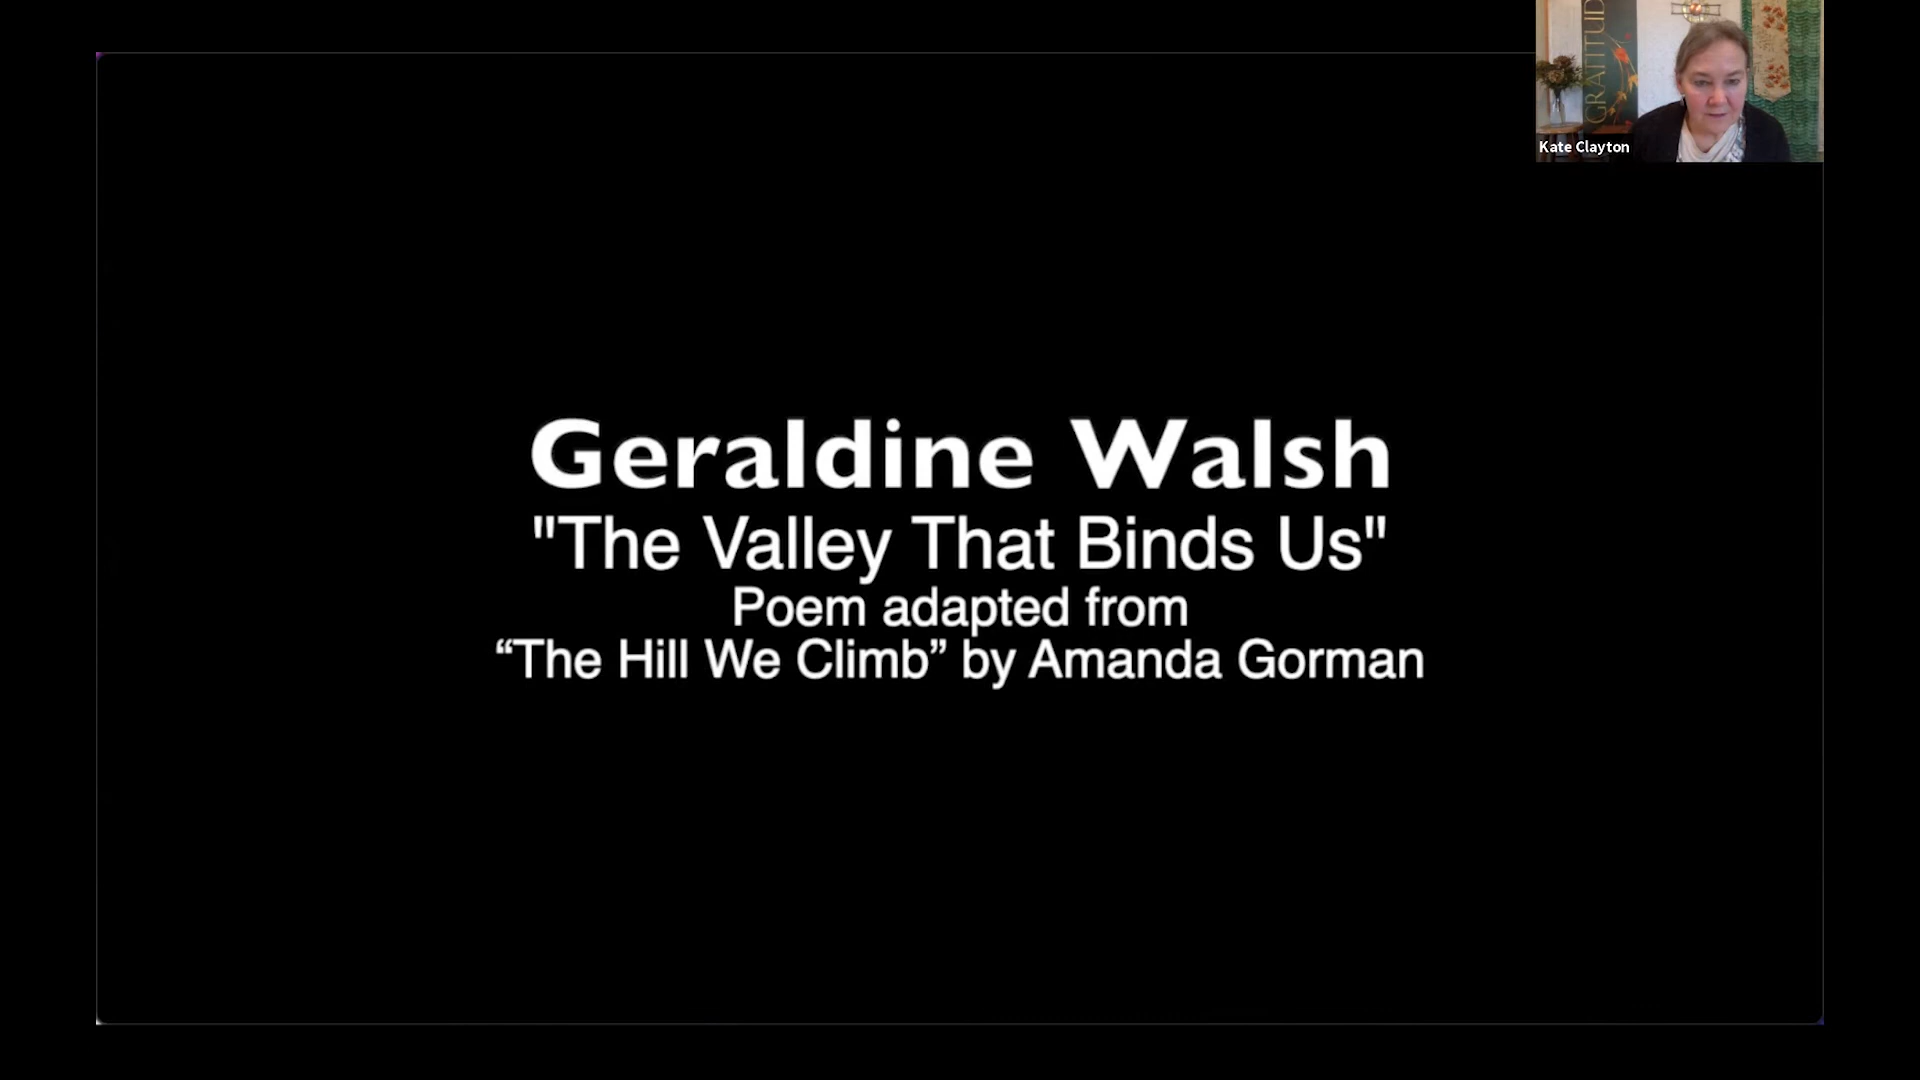 GRATITUD
Kate Clayton
Geraldine Walsh
"The Valley That Binds Us"
Poem adapted from
“The Hill We Climb” by Amanda Gorman